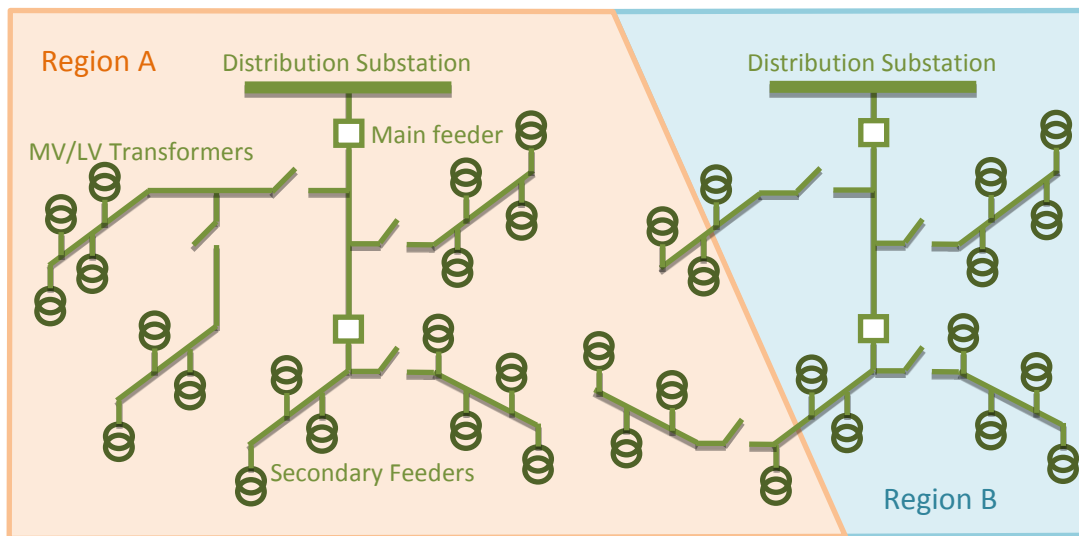 Region A
Distribution Substation
Distribution Substation
Main feeder
MV/LV Transformers
Secondary Feeders
Region B